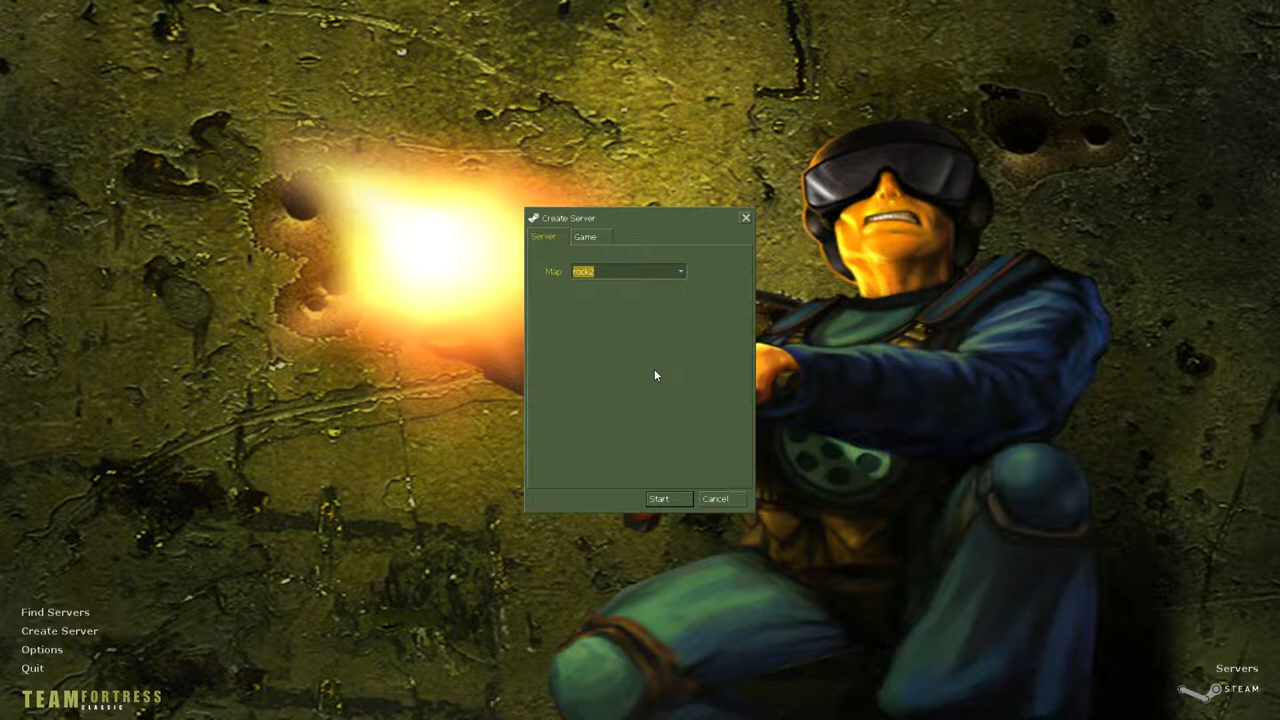 Create Server
Server
Game
Map
rock2
Start
Cancel
Find Servers
Create Server
Options
Quit
TEAM FORTRESS
CLASSIC
Servers
STEAM